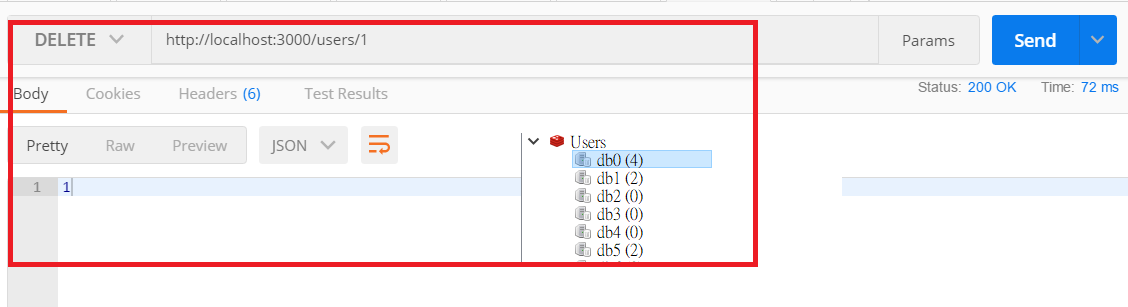 DELETE http://localhost:3000/users/1 Params Send
Body Cookies Headers (6) Test Results Status: 200 OK Time: 72 ms
Pretty Raw Preview JSON
1 1
Users
db0 (4)
db1 (2)
db2 (0)
db3 (0)
db4 (0)
db5 (2)